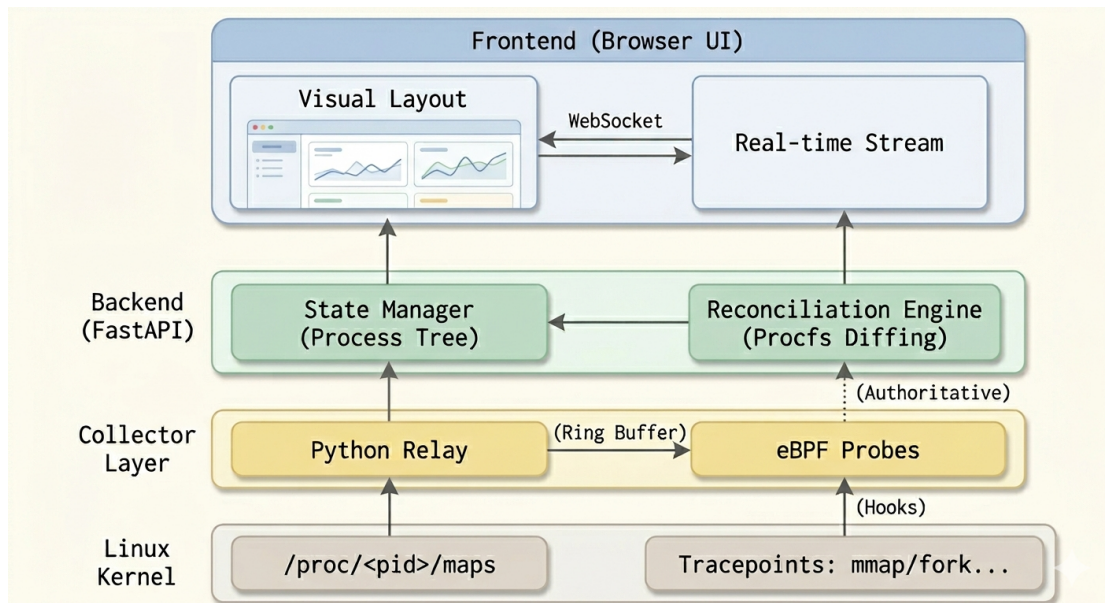 Frontend (Browser UI)
Visual Layout
WebSocket
Real-time Stream
Backend
(FastAPI)
State Manager
(Process Tree)
Reconciliation Engine
(Procfs Diffing)
(Authoritative)
Collector
Layer
Python Relay
(Ring Buffer)
eBPF Probes
(Hooks)
Linux
Kernel
/proc/<pid>/maps
Tracepoints: mmap/fork...